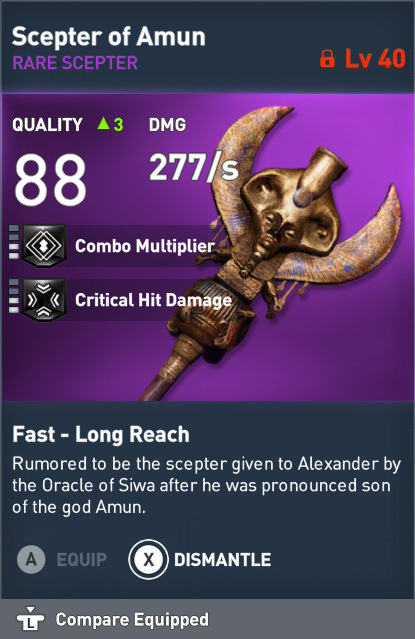 Scepter of Amun
RARE SCEPTER
Lv 40
QUALITY 3 DMG
88 277/s
Combo Multiplier
Critical Hit Damage
Fast - Long Reach
Rumored to be the scepter given to Alexander by
the Oracle of Siwa after he was pronounced son
of the god Amun.
A EQUIP X DISMANTLE
L Compare Equipped